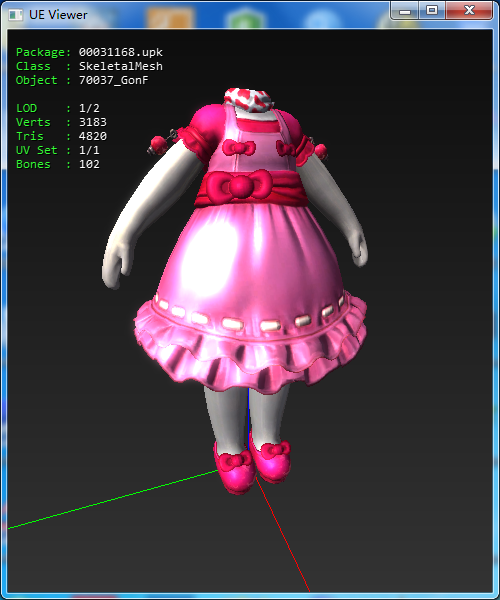 UE Viewer
Package: 00031168.upk
Class  : SkeletalMesh
Object : 70037_GonF
LOD    : 1/2
Verts  : 3183
Tris   : 4820
UV Set : 1/1
Bones  : 102